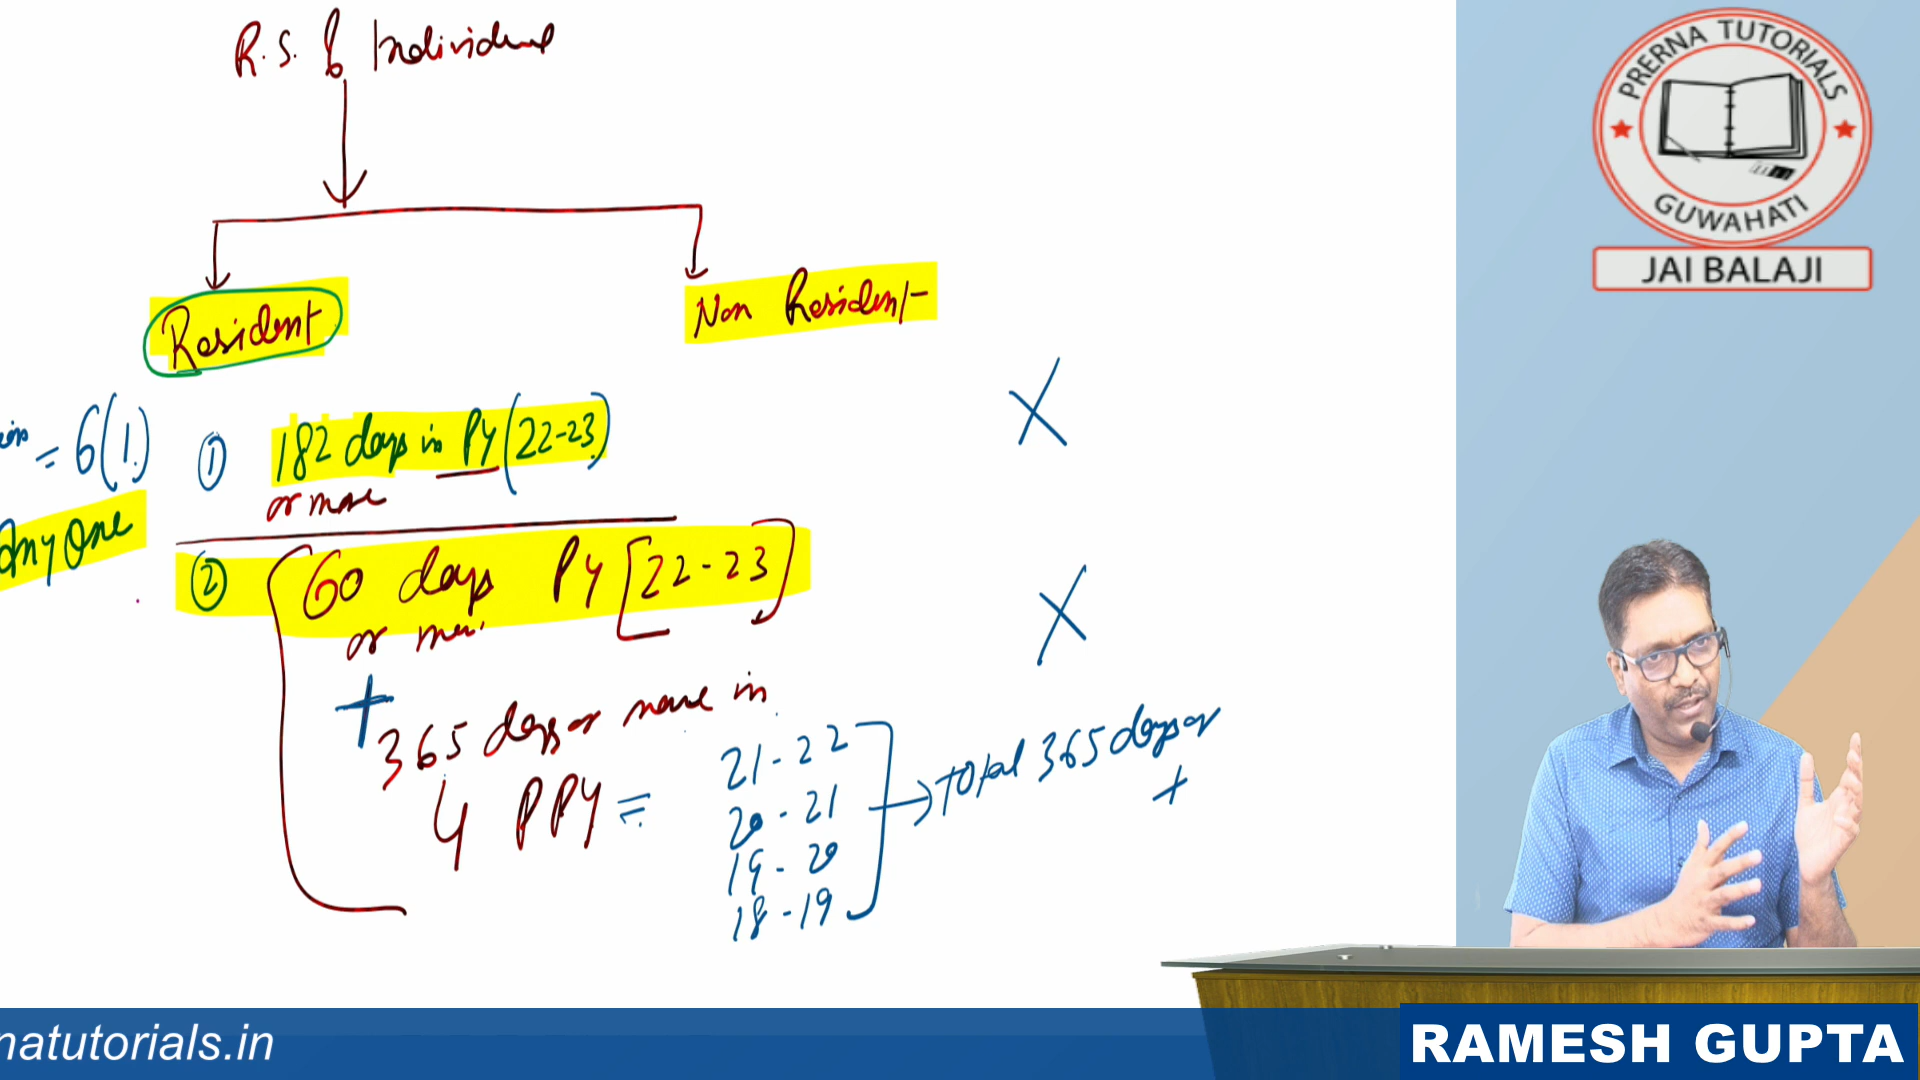 R.S. of Individual
Resident
Non Resident
= 6(1)
① 182 days in PY (22-23)
or more
Any One
② 60 days PY [22-23]
or more
+ 365 days or more in
4 PPY =
21-22
20-21
19-20
18-19
→ total 365 days or
+
PRERNA TUTORIALS
GUWAHATI
JAI BALAJI
natutorials.in
RAMESH GUPTA